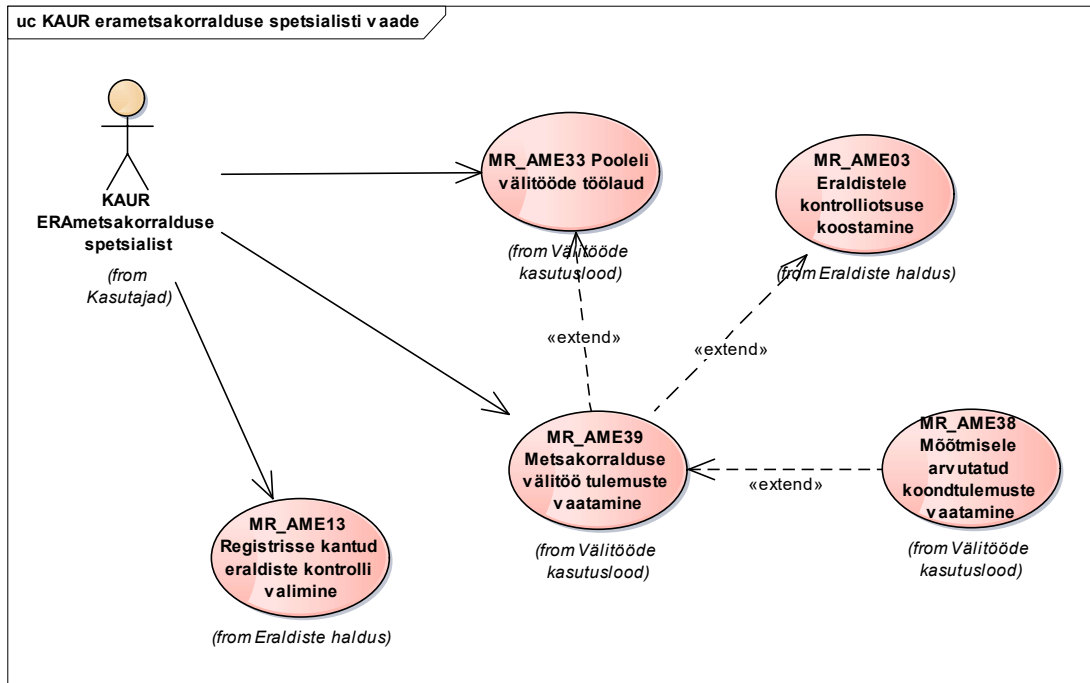 uc KAUR erametsakorralduse spetsialisti vaade
KAUR
ERAmetsakorralduse
spetsialist
(from
Kasutajad)
MR_AME33 Pooleli
välitööde töölaud
(from Välitööde
kasutuslood)
MR_AME03
Eraldistele
kontrolliotsuse
koostamine
(from Eraldiste haldus)
«extend»
«extend»
MR_AME39
Metsakorralduse
välitöö tulemuste
vaatamine
(from Välitööde
kasutuslood)
«extend»
MR_AME38
Mõõtmisele
arvutatud
koondtulemuste
vaatamine
(from Välitööde
kasutuslood)
MR_AME13
Registrisse kantud
eraldiste kontrolli
valimine
(from Eraldiste haldus)